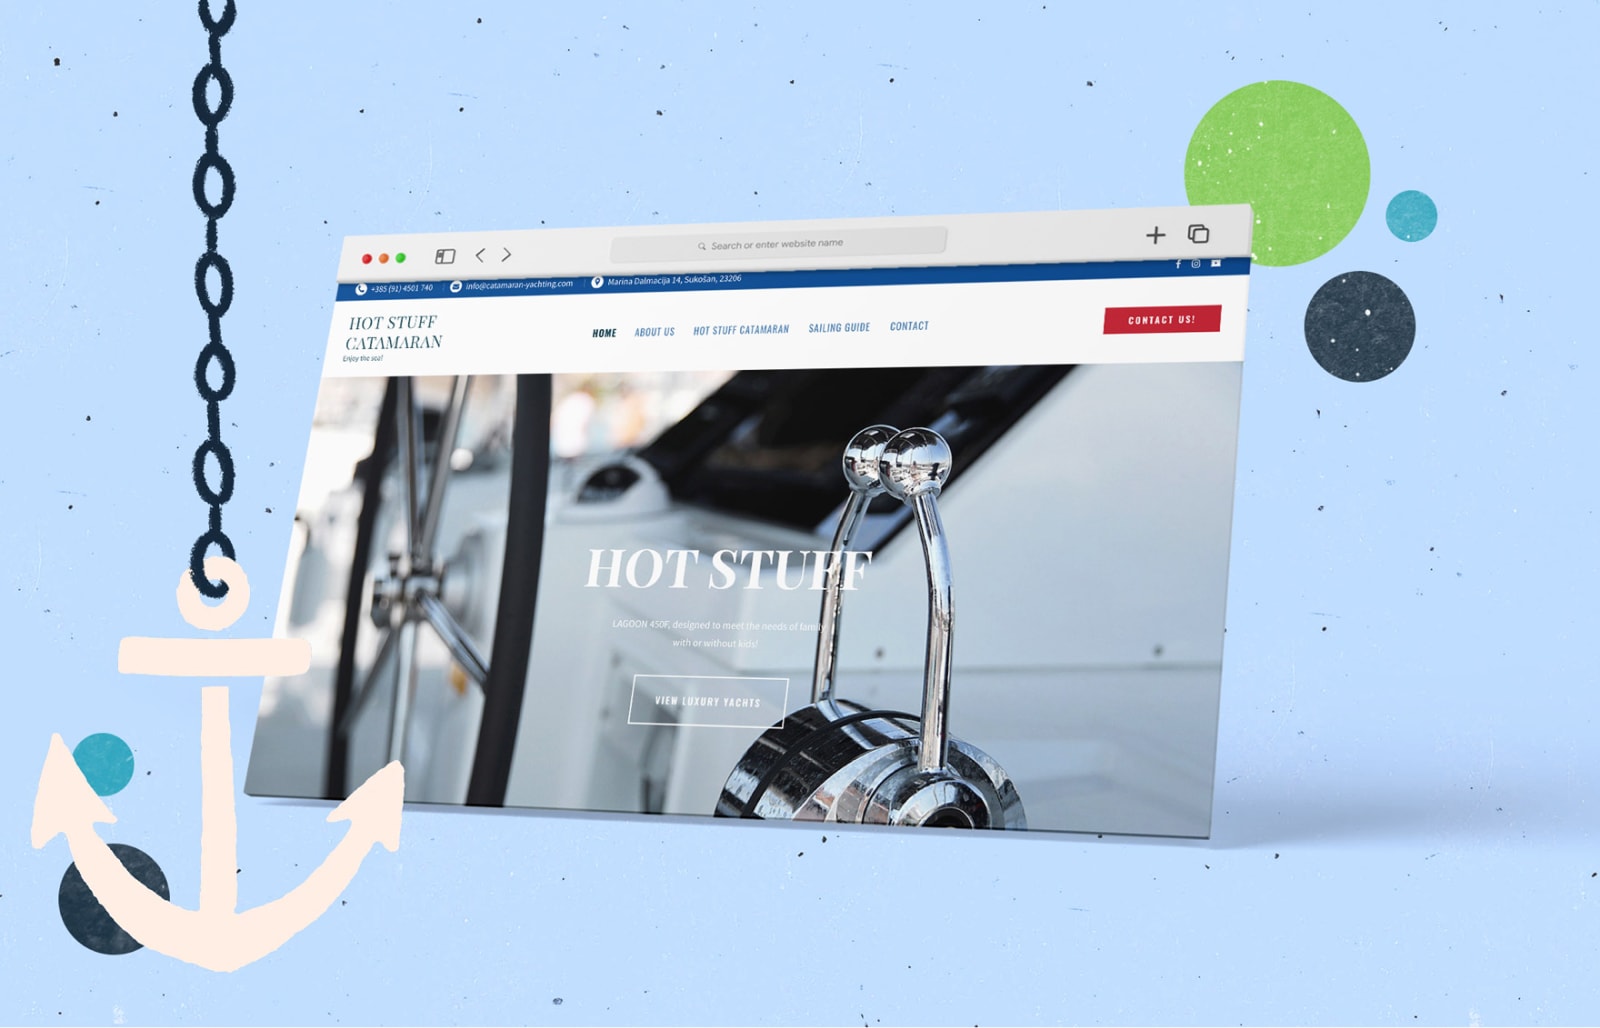 Search or enter website name
+385 (91) 4501 740
info@catamaran-yachting.com
Marina Dalmacija 14, Sukošan, 23206
HOT STUFF
CATAMARAN
Enjoy the sea!
HOME
ABOUT US
HOT STUFF CATAMARAN
SAILING GUIDE
CONTACT
CONTACT US!
HOT STUFF
LAGOON 450F, designed to meet the needs of family
with or without kids!
VIEW LUXURY YACHTS